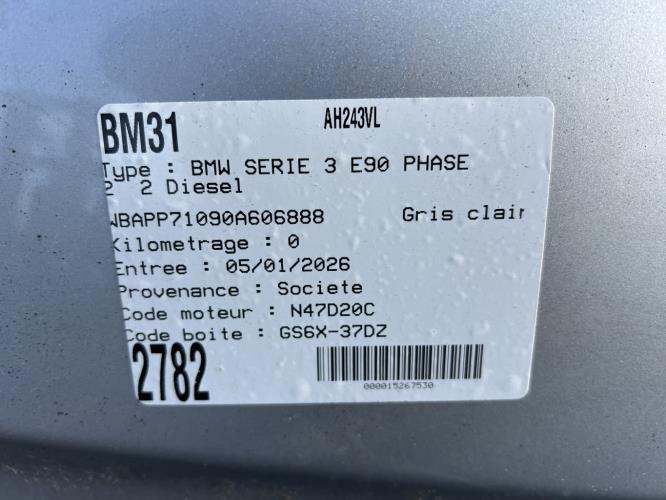 BM31
AH243VL
Type : BMW SERIE 3 E90 PHASE
2 2 Diesel
WBAPP71090A606888 Gris clair
Kilometrage : 0
Entree : 05/01/2026
Provenance : Societe
Code moteur : N47D20C
Code boite : GS6X-37DZ
2782
000015267530